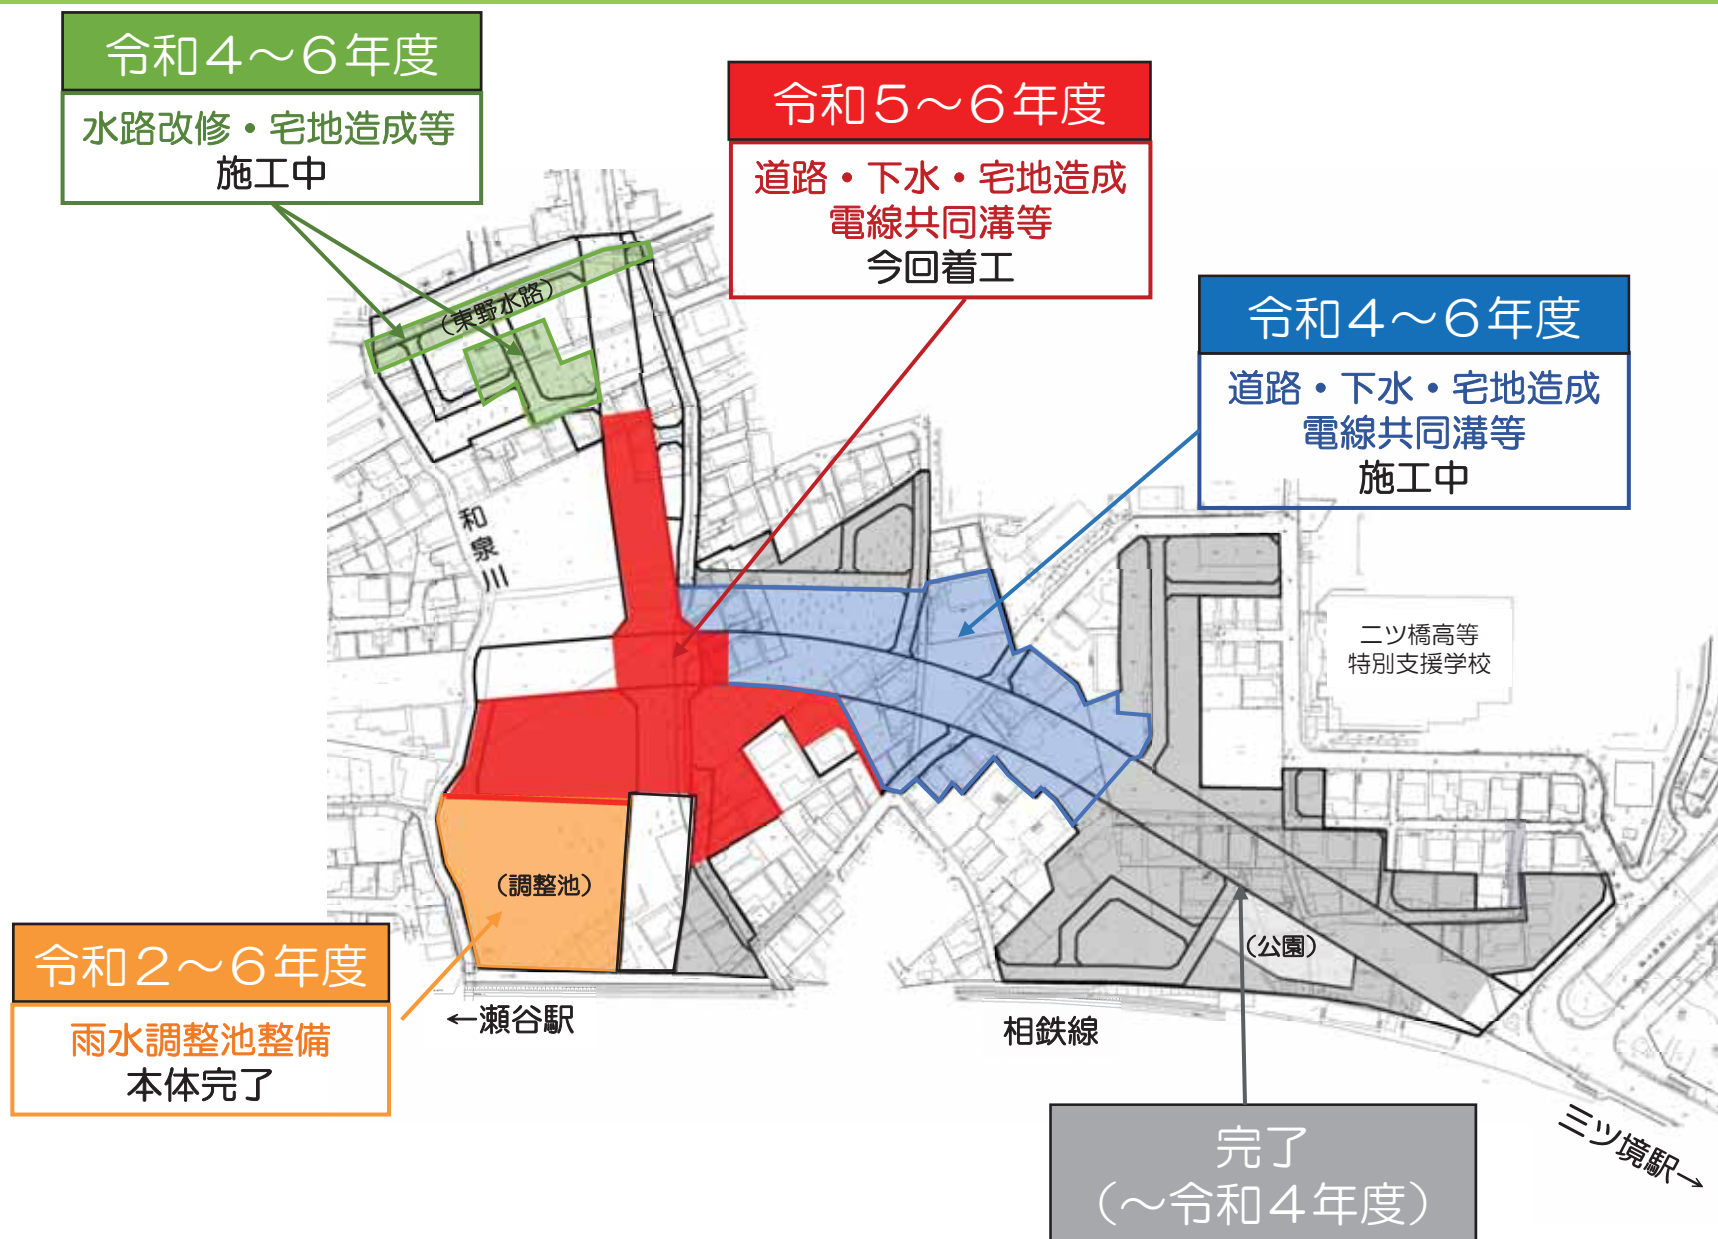 令和４～６年度
水路改修・宅地造成等
施工中
令和５～６年度
道路・下水・宅地造成
電線共同溝等
今回着工
令和４～６年度
道路・下水・宅地造成
電線共同溝等
施工中
（東野水路）
和泉川
二ツ橋高等
特別支援学校
（調整池）
（公園）
令和２～６年度
雨水調整池整備
本体完了
←瀬谷駅
相鉄線
三ツ境駅→
完了
（～令和４年度）